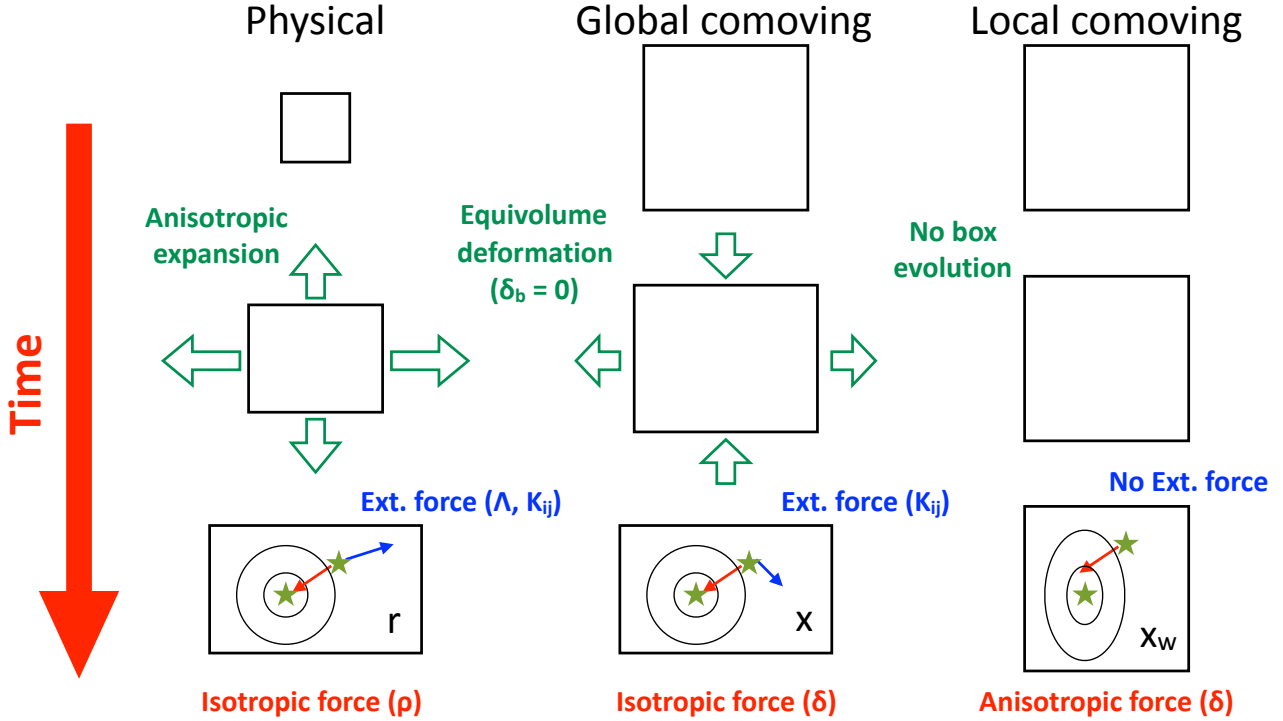 Physical
Global comoving
Local comoving
Time
Anisotropic
expansion
Equivolume
deformation
(δb = 0)
No box
evolution
Ext. force (Λ, Kij)
Ext. force (Kij)
No Ext. force
r
x
xw
Isotropic force (ρ)
Isotropic force (δ)
Anisotropic force (δ)